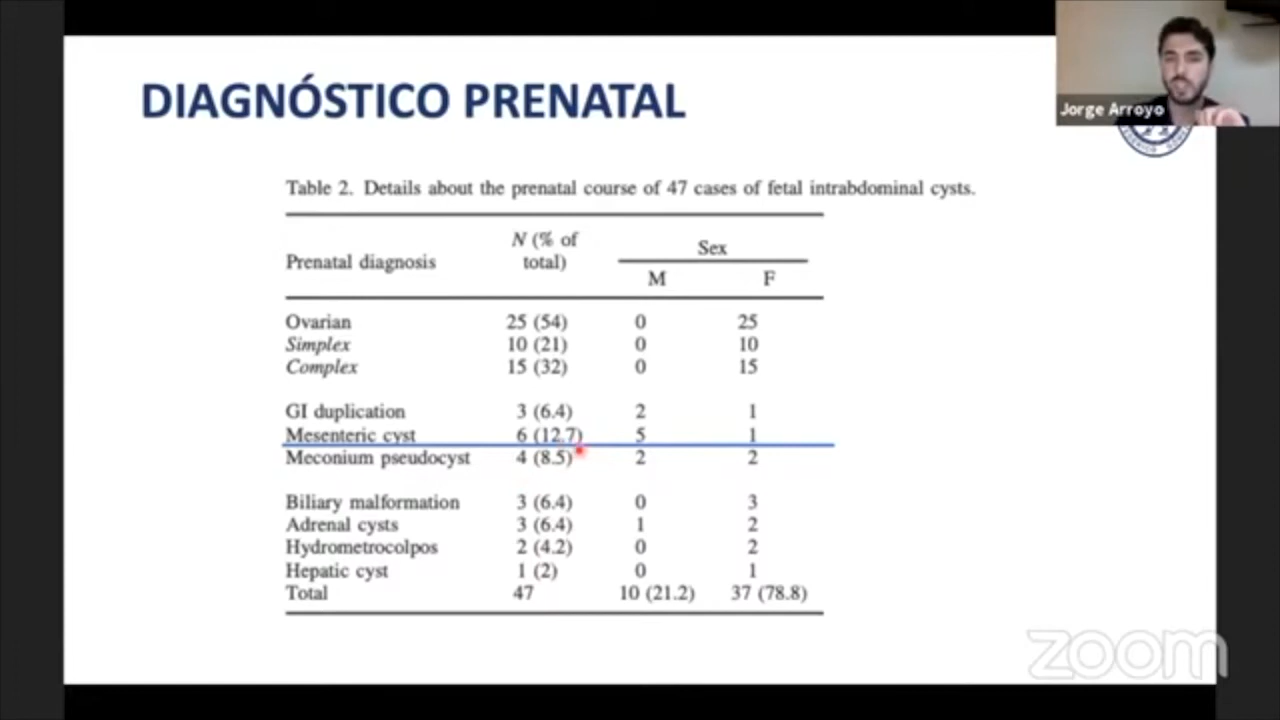 DIAGNÓSTICO PRENATAL
Jorge Arroyo
Table 2. Details about the prenatal course of 47 cases of fetal intrabdominal cysts.
Prenatal diagnosis N (% of total) Sex
M F
Ovarian 25 (54) 0 25
Simplex 10 (21) 0 10
Complex 15 (32) 0 15
GI duplication 3 (6.4) 2 1
Mesenteric cyst 6 (12.7) 5 1
Meconium pseudocyst 4 (8.5) 2 2
Biliary malformation 3 (6.4) 0 3
Adrenal cysts 3 (6.4) 1 2
Hydrometrocolpos 2 (4.2) 0 2
Hepatic cyst 1 (2) 0 1
Total 47 10 (21.2) 37 (78.8)
zoom